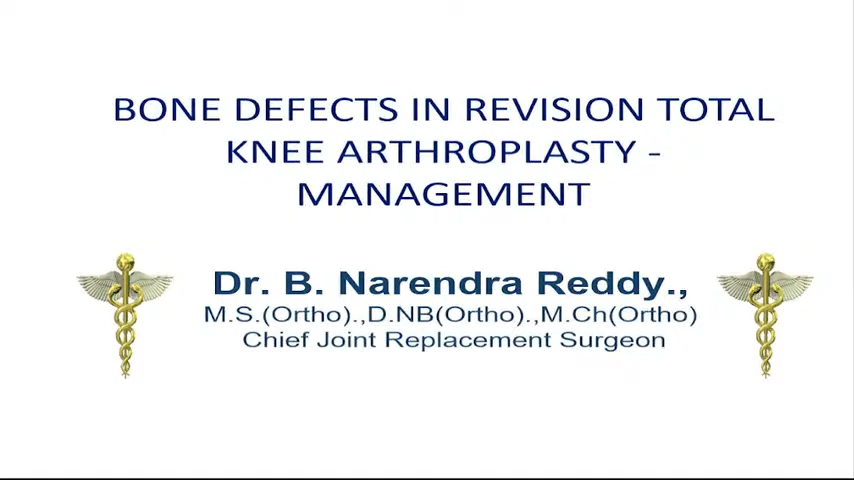 BONE DEFECTS IN REVISION TOTAL
KNEE ARTHROPLASTY -
MANAGEMENT
Dr. B. Narendra Reddy.,
M.S.(Ortho).,D.NB(Ortho).,M.Ch(Ortho)
Chief Joint Replacement Surgeon